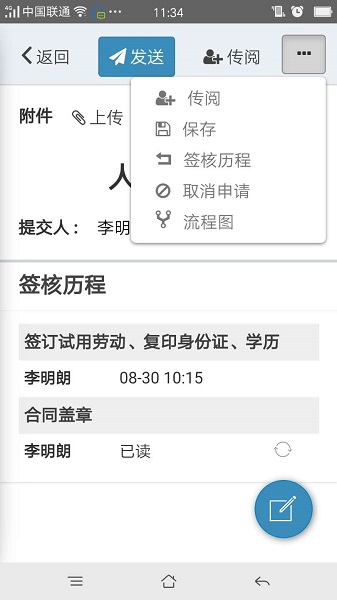 4G 中国联通 11:34
返回 发送 传阅
传阅
附件 上传
保存
签核历程
人
取消申请
提交人： 李明
流程图
签核历程
签订试用劳动、复印身份证、学历
李明朗 08-30 10:15
合同盖章
李明朗 已读